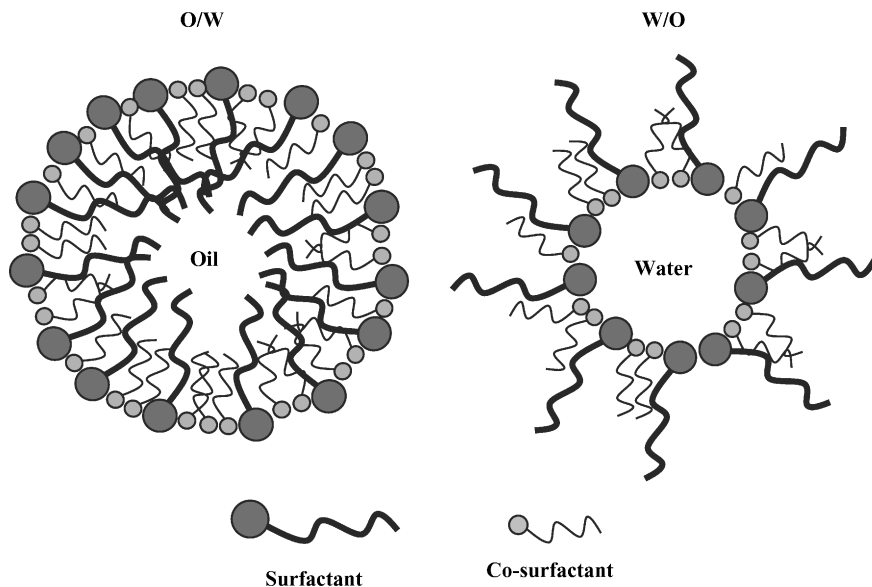 O/W
W/O
Oil
Water
Surfactant
Co-surfactant